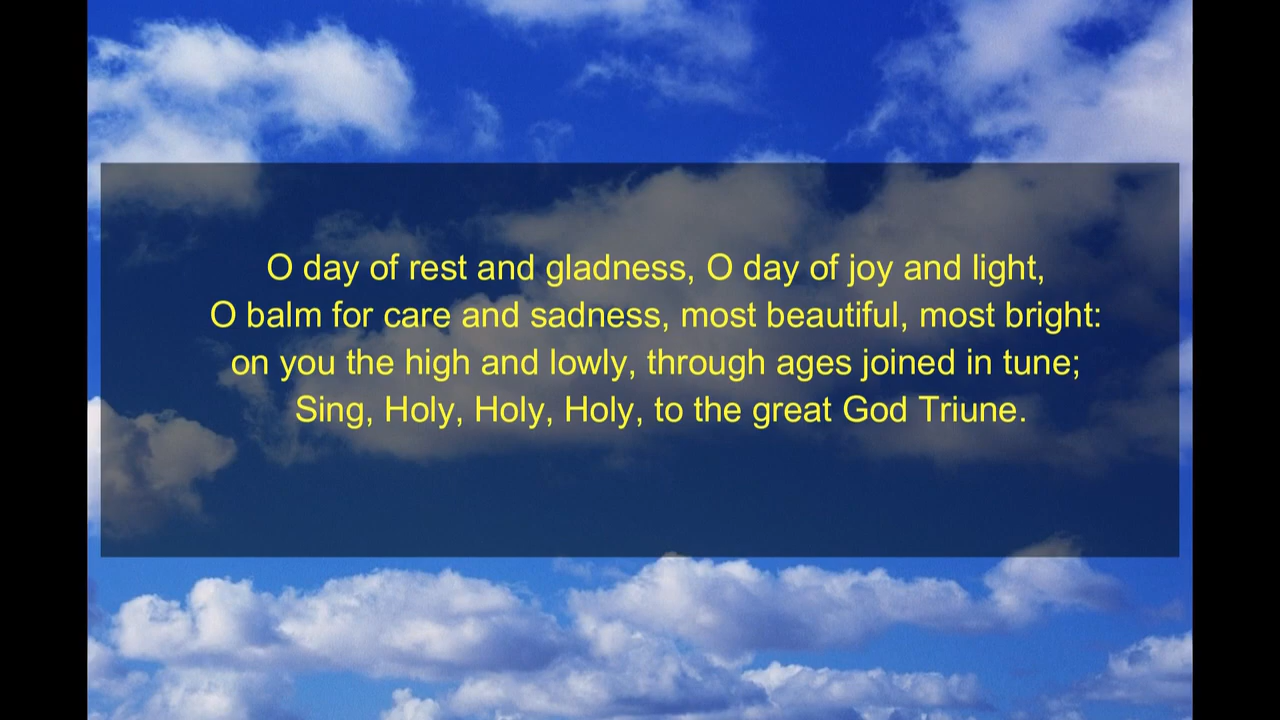 O day of rest and gladness, O day of joy and light,
O balm for care and sadness, most beautiful, most bright:
on you the high and lowly, through ages joined in tune;
Sing, Holy, Holy, Holy, to the great God Triune.